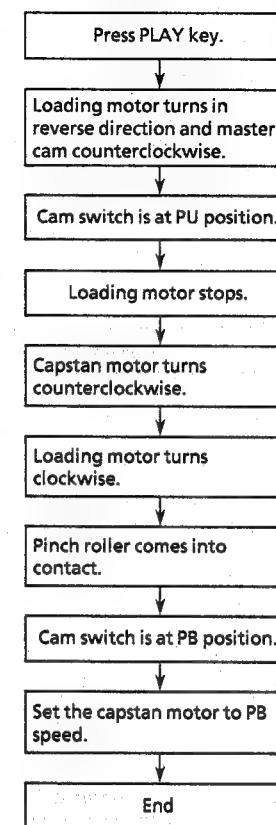 Press PLAY key.
Loading motor turns in
reverse direction and master
cam counterclockwise.
Cam switch is at PU position.
Loading motor stops.
Capstan motor turns
counterclockwise.
Loading motor turns
clockwise.
Pinch roller comes into
contact.
Cam switch is at PB position.
Set the capstan motor to PB
speed.
End